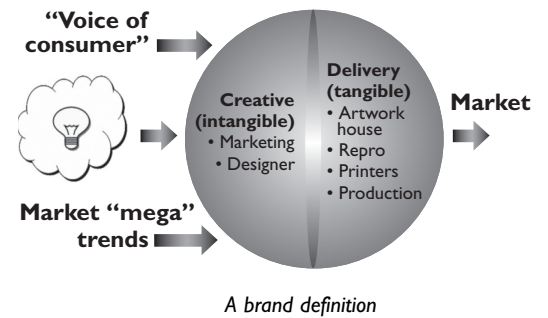 “Voice of
consumer”
Market “mega”
trends
Creative
(intangible)
• Marketing
• Designer
Delivery
(tangible)
• Artwork
house
• Repro
• Printers
• Production
Market
A brand definition